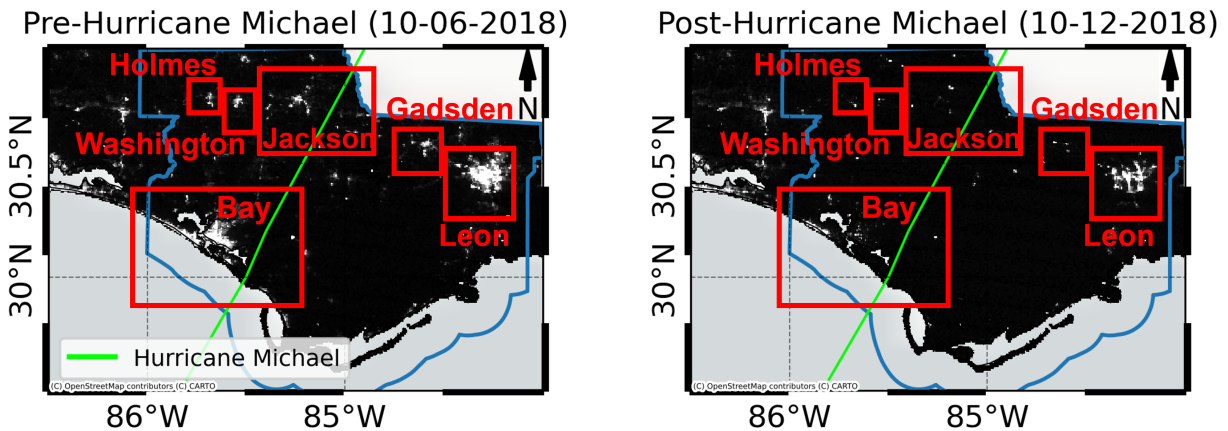 Pre-Hurricane Michael (10-06-2018)
Holmes
N
Gadsden
Washington
Jackson
30.5°N
Bay
Leon
30°N
Hurricane Michael
(C) OpenStreetMap contributors (C) CARTO
86°W
85°W
Post-Hurricane Michael (10-12-2018)
Holmes
N
Gadsden
Washington
Jackson
30.5°N
Bay
Leon
30°N
(C) OpenStreetMap contributors (C) CARTO
86°W
85°W